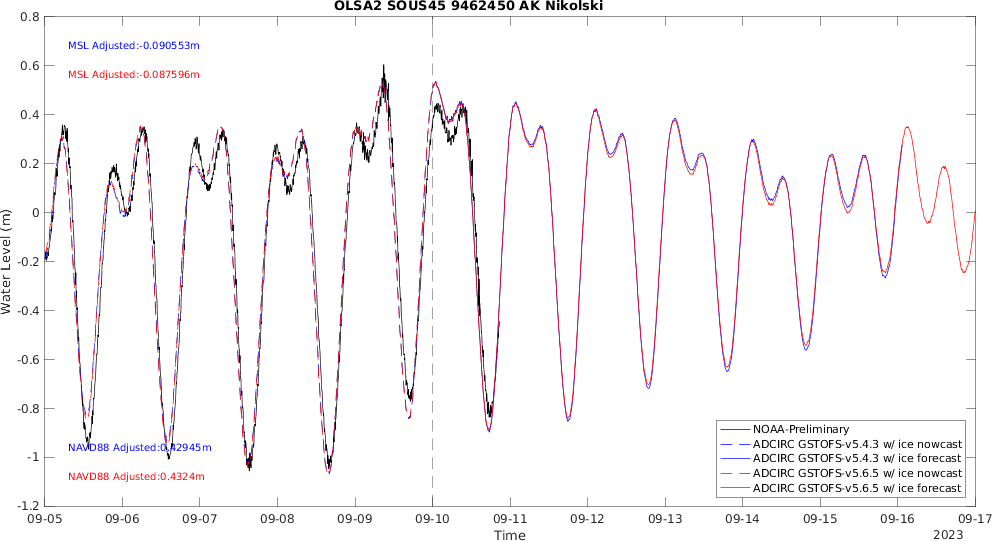 OLSA2 SOUS45 9462450 AK Nikolski
MSL Adjusted:-0.090553m
MSL Adjusted:-0.087596m
NAVD88 Adjusted:0.42945m
NAVD88 Adjusted:0.4324m
Water Level (m)
0.8
0.6
0.4
0.2
0
-0.2
-0.4
-0.6
-0.8
-1
-1.2
NOAA-Preliminary
ADCIRC GSTOFS-v5.4.3 w/ ice nowcast
ADCIRC GSTOFS-v5.4.3 w/ ice forecast
ADCIRC GSTOFS-v5.6.5 w/ ice nowcast
ADCIRC GSTOFS-v5.6.5 w/ ice forecast
09-05 09-06 09-07 09-08 09-09 09-10 09-11 09-12 09-13 09-14 09-15 09-16 09-17
Time
2023